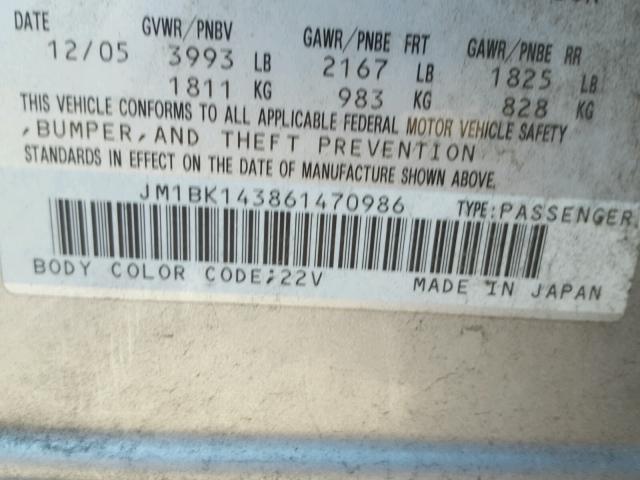 DATE GVWR/PNBV GAWR/PNBE FRT GAWR/PNBE RR
12/05 3993 LB 2167 LB 1825 LB
1811 KG 983 KG 828 KG
THIS VEHICLE CONFORMS TO ALL APPLICABLE FEDERAL MOTOR VEHICLE SAFETY
,BUMPER,AND THEFT PREVENTION
STANDARDS IN EFFECT ON THE DATE OF MANUFACTURE SHOWN ABOVE.
JM1BK143861470986 TYPE:PASSENGER
BODY COLOR CODE;22V MADE IN JAPAN